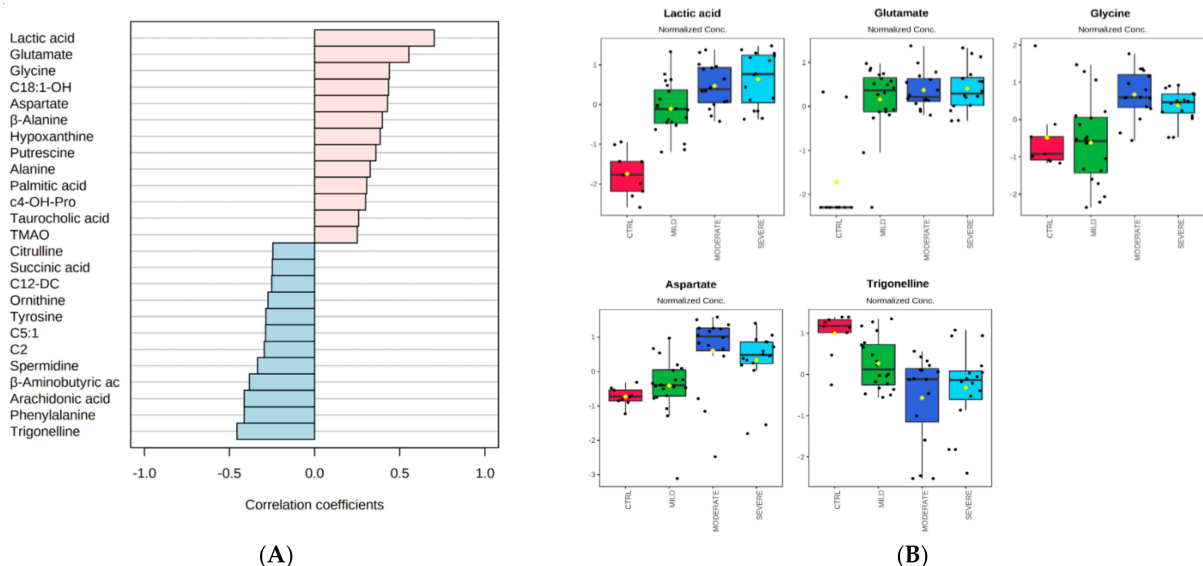 Lactic acid
Glutamate
Glycine
C18:1-OH
Aspartate
β-Alanine
Hypoxanthine
Putrescine
Alanine
Palmitic acid
c4-OH-Pro
Taurocholic acid
TMAO
Citrulline
Succinic acid
C12-DC
Ornithine
Tyrosine
C5:1
C2
Spermidine
β-Aminobutyric ac
Arachidonic acid
Phenylalanine
Trigonelline
-1.0 -0.5 0.0 0.5 1.0
Correlation coefficients
(A)
Lactic acid
Normalized Conc.
1
0
-1
-2
CTRL
MILD
MODERATE
SEVERE
Glutamate
Normalized Conc.
1
0
-1
-2
CTRL
MILD
MODERATE
SEVERE
Glycine
Normalized Conc.
2
1
0
-1
-2
CTRL
MILD
MODERATE
SEVERE
Aspartate
Normalized Conc.
1
0
-1
-2
-3
CTRL
MILD
MODERATE
SEVERE
Trigonelline
Normalized Conc.
1
0
-1
-2
CTRL
MILD
MODERATE
SEVERE
(B)